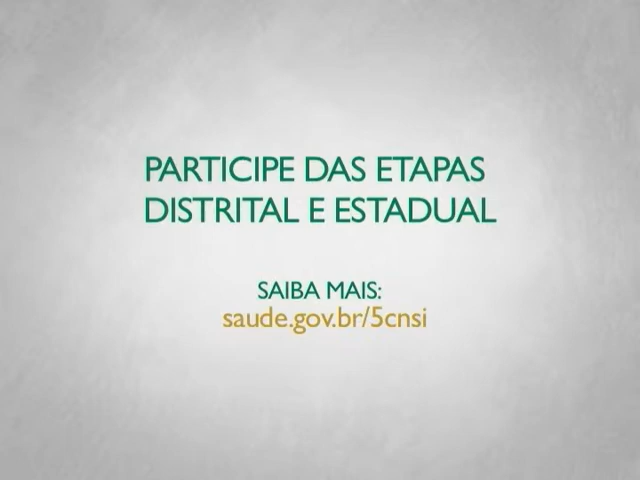 PARTICIPE DAS ETAPAS
DISTRITAL E ESTADUAL
SAIBA MAIS:
saude.gov.br/5cnsi